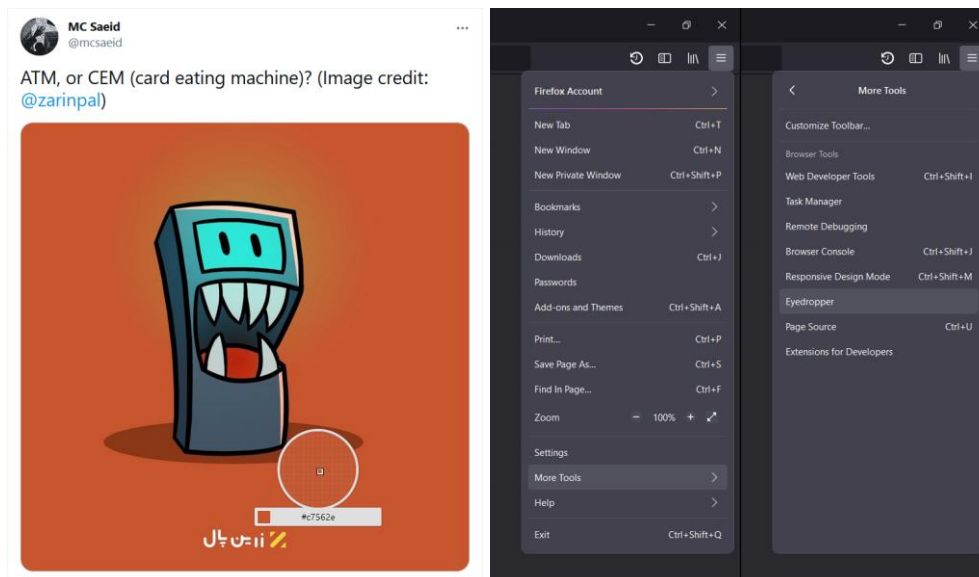 MC Saeid
@mcsaeid
ATM, or CEM (card eating machine)? (Image credit:
@zarinpal)
#c7562e
زرین پال
Firefox Account
New Tab Ctrl+T
New Window Ctrl+N
New Private Window Ctrl+Shift+P
Bookmarks
History
Downloads Ctrl+J
Passwords
Add-ons and Themes Ctrl+Shift+A
Print... Ctrl+P
Save Page As... Ctrl+S
Find In Page... Ctrl+F
Zoom − 100% +
Settings
More Tools
Help
Exit Ctrl+Shift+Q
More Tools
Customize Toolbar...
Browser Tools
Web Developer Tools Ctrl+Shift+I
Task Manager
Remote Debugging
Browser Console Ctrl+Shift+J
Responsive Design Mode Ctrl+Shift+M
Eyedropper
Page Source Ctrl+U
Extensions for Developers